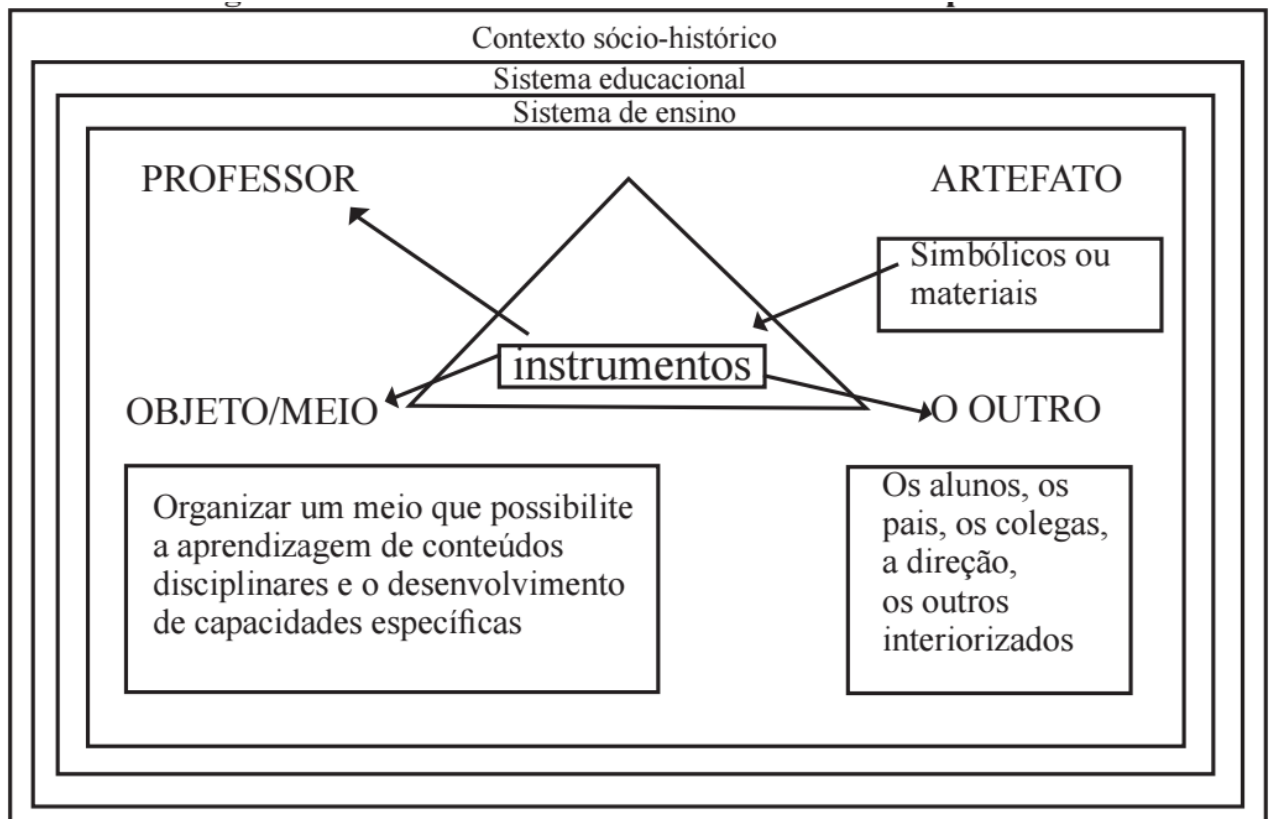 Contexto sócio-histórico
Sistema educacional
Sistema de ensino
PROFESSOR
ARTEFATO
Simbólicos ou
materiais
instrumentos
OBJETO/MEIO
O OUTRO
Organizar um meio que possibilite
a aprendizagem de conteúdos
disciplinares e o desenvolvimento
de capacidades específicas
Os alunos, os
pais, os colegas,
a direção,
os outros
interiorizados